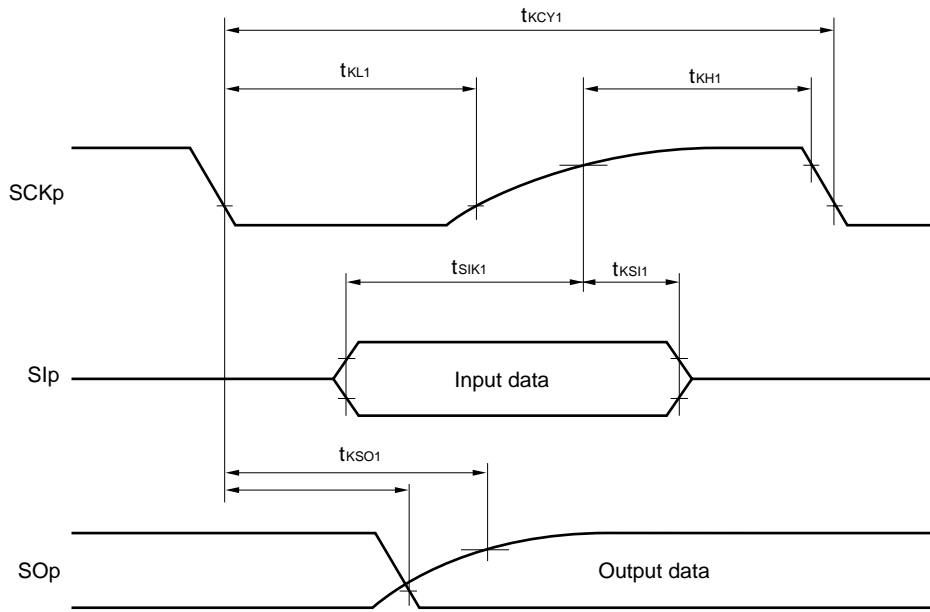 tKCY1
tKL1
tKH1
SCKp
tSIK1
tKSI1
SIp
Input data
tKSO1
SOp
Output data